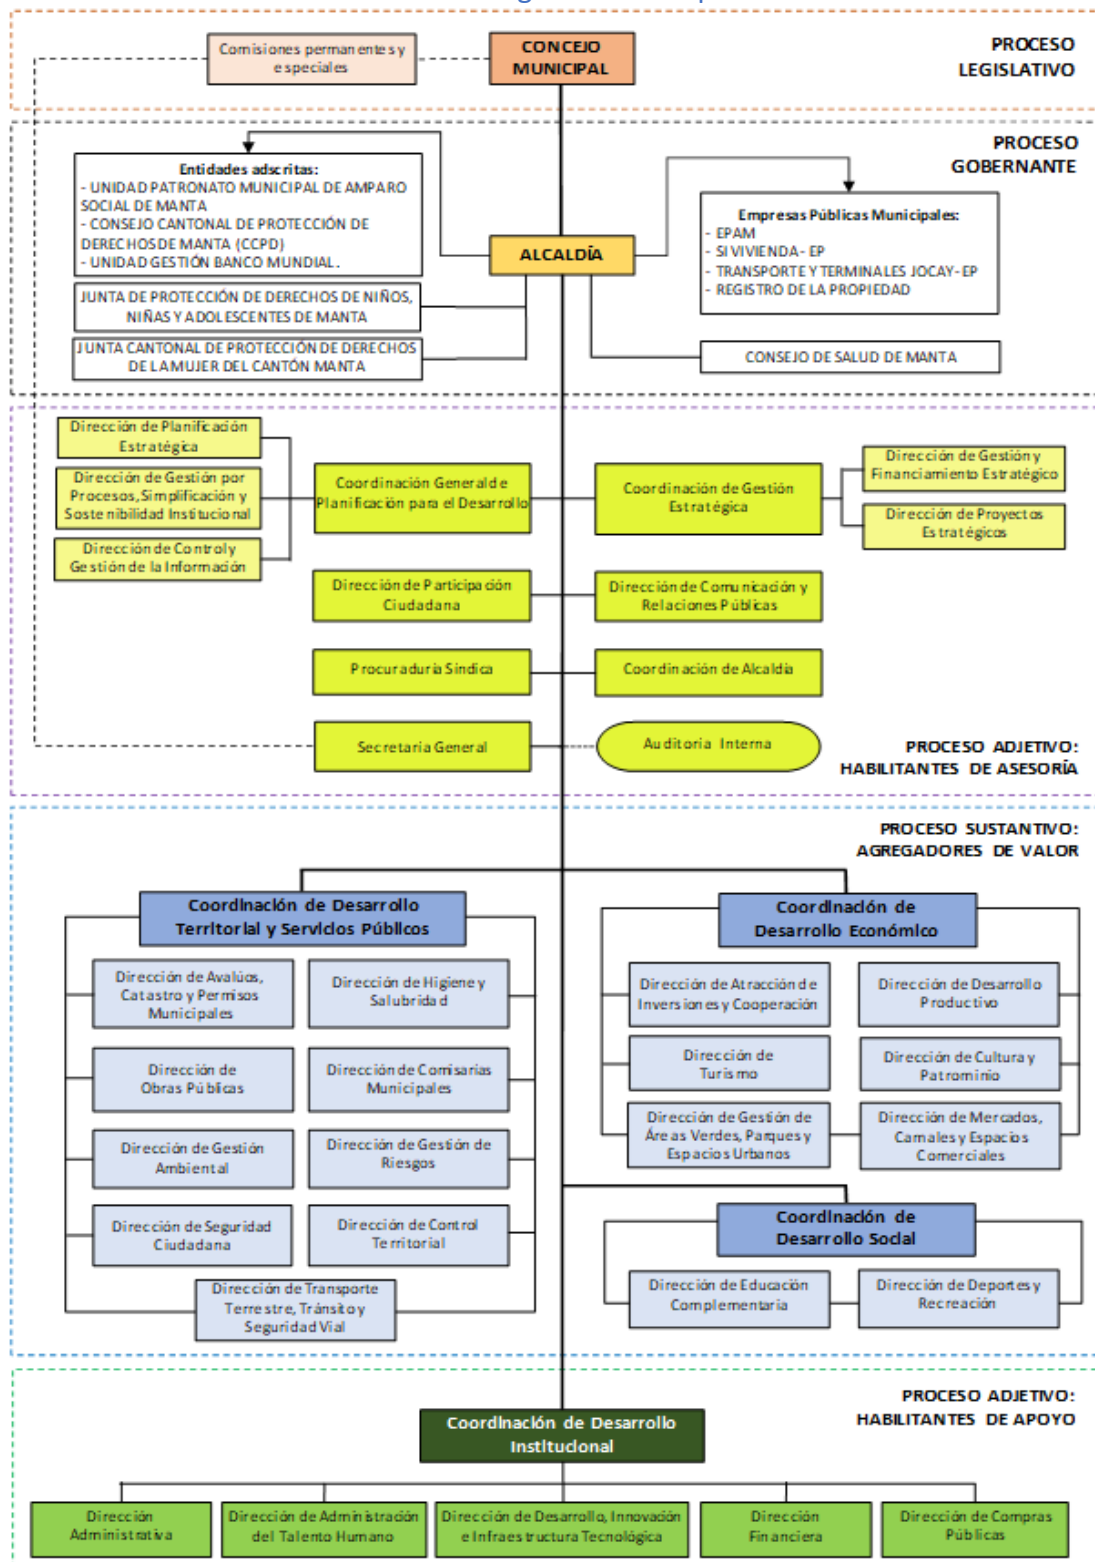 Comisiones permanentes y
especiales
CONCEJO
MUNICIPAL
PROCESO
LEGISLATIVO
PROCESO
GOBERNANTE
Entidades adscritas:
- UNIDAD PATRONATO MUNICIPAL DE AMPARO
SOCIAL DE MANTA
- CONSEJO CANTONAL DE PROTECCIÓN DE
DERECHOS DE MANTA (CCPD)
- UNIDAD GESTIÓN BANCO MUNDIAL.
JUNTA DE PROTECCIÓN DE DERECHOS DE NIÑOS,
NIÑAS Y ADOLESCENTES DE MANTA
JUNTA CANTONAL DE PROTECCIÓN DE DERECHOS
DE LA MUJER DEL CANTÓN MANTA
ALCALDÍA
Empresas Públicas Municipales:
- EPAM
- SI VIVIENDA- EP
- TRANSPORTE Y TERMINALES JOCAY- EP
- REGISTRO DE LA PROPIEDAD
CONSEJO DE SALUD DE MANTA
Dirección de Planificación
Estratégica
Dirección de Gestión por
Procesos, Simplificación y
Sostenibilidad Institucional
Dirección de Control y
Gestión de la Información
Coordinación General de
Planificación para el Desarrollo
Coordinación de Gestión
Estratégica
Dirección de Gestión y
Financiamiento Estratégico
Dirección de Proyectos
Estratégicos
Dirección de Participación
Ciudadana
Dirección de Comunicación y
Relaciones Públicas
Procuraduría Síndica
Coordinación de Alcaldía
Secretaria General
Auditoría Interna
PROCESO ADJETIVO:
HABILITANTES DE ASESORÍA
PROCESO SUSTANTIVO:
AGREGADORES DE VALOR
Coordinación de Desarrollo
Territorial y Servicios Públicos
Dirección de Avalúos,
Catastro y Permisos
Municipales
Dirección de Higiene y
Salubridad
Dirección de
Obras Públicas
Dirección de Comisarias
Municipales
Dirección de Gestión
Ambiental
Dirección de Gestión de
Riesgos
Dirección de Seguridad
Ciudadana
Dirección de Control
Territorial
Dirección de Transporte
Terrestre, Tránsito y
Seguridad Vial
Coordinación de
Desarrollo Económico
Dirección de Atracción de
Inversiones y Cooperación
Dirección de Desarrollo
Productivo
Dirección de
Turismo
Dirección de Cultura y
Patrominio
Dirección de Gestión de
Áreas Verdes, Parques y
Espacios Urbanos
Dirección de Mercados,
Camales y Espacios
Comerciales
Coordinación de
Desarrollo Social
Dirección de Educación
Complementaria
Dirección de Deportes y
Recreación
PROCESO ADJETIVO:
HABILITANTES DE APOYO
Coordinación de Desarrollo
Institucional
Dirección
Administrativa
Dirección de Administración
del Talento Humano
Dirección de Desarrollo, Innovación
e Infraestructura Tecnológica
Dirección
Financiera
Dirección de Compras
Públicas